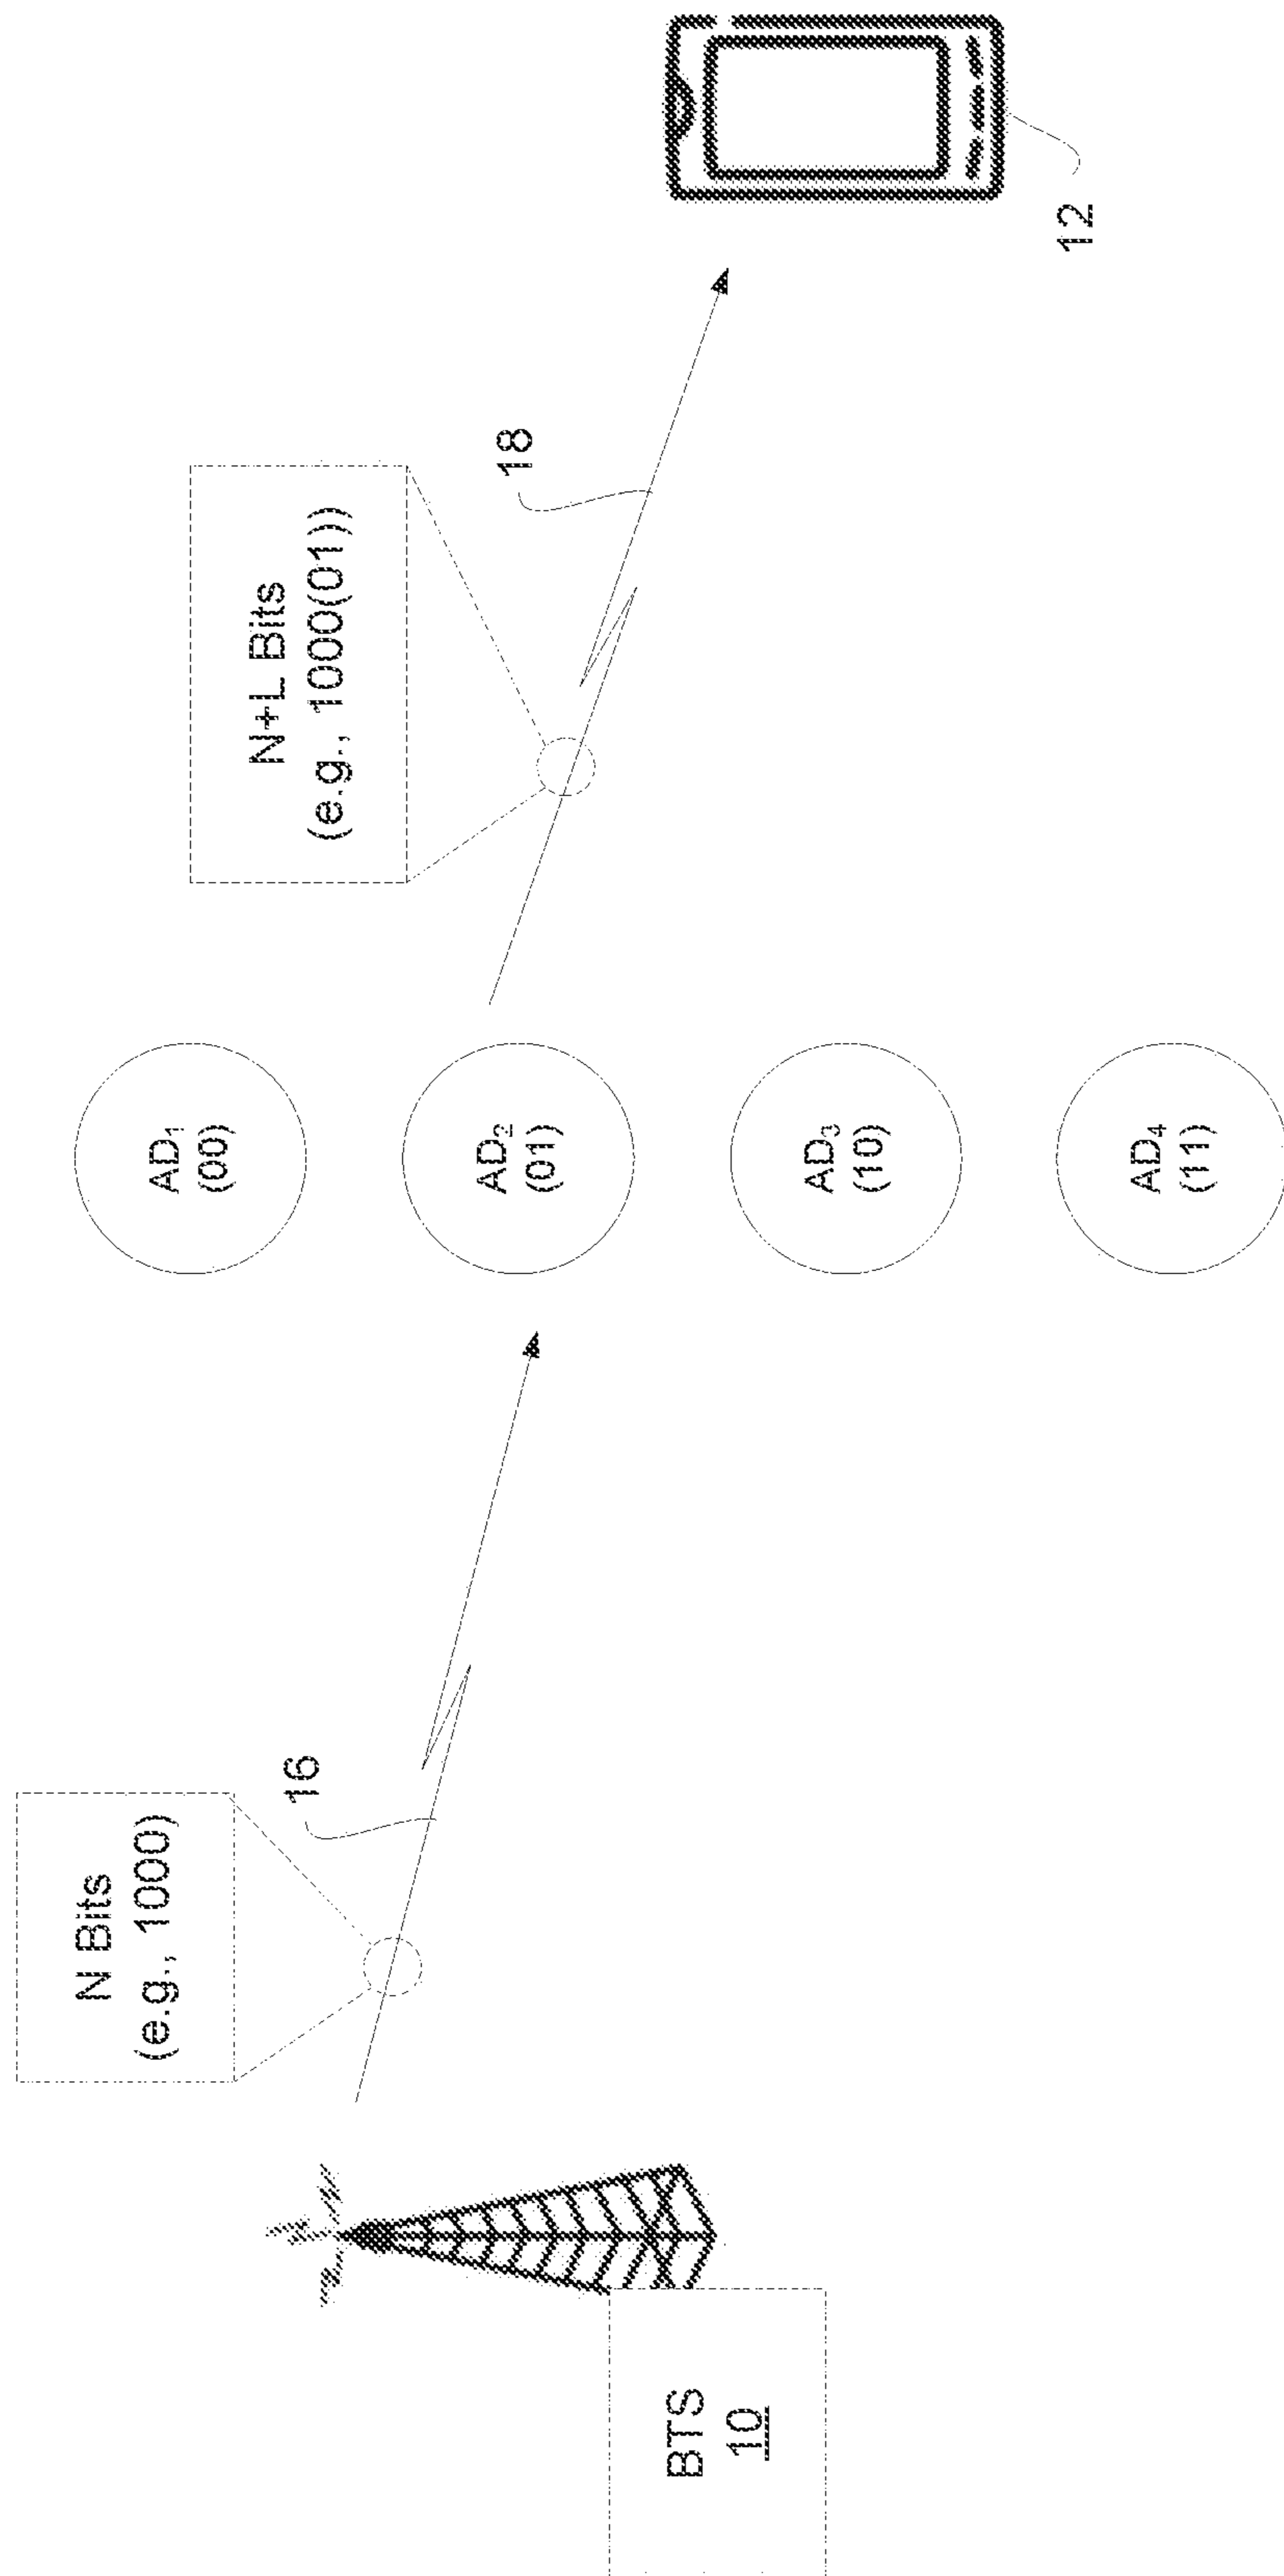 N Bits
(e.g., 1000)
16
BTS
10
AD1
(00)
AD2
(01)
AD3
(10)
AD4
(11)
N+L Bits
(e.g., 1000(01))
18
12